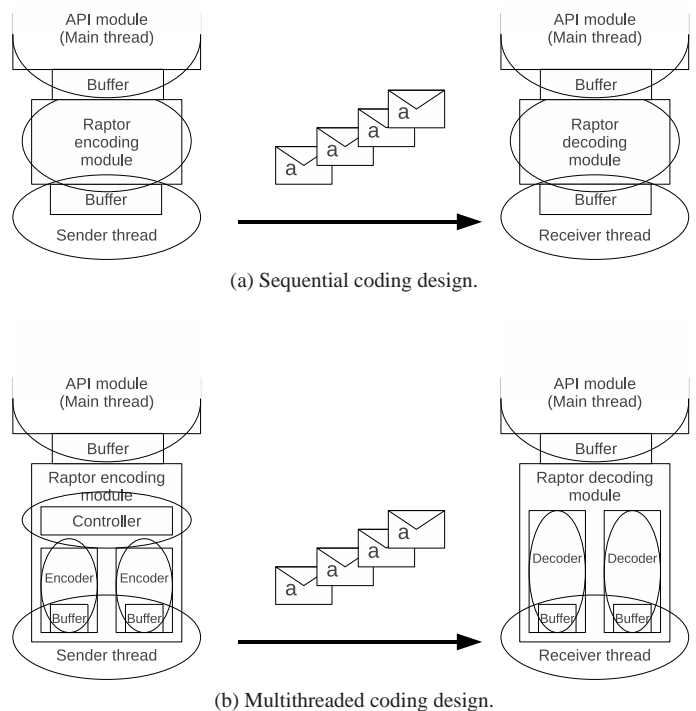 API module
(Main thread)
Buffer
Raptor
encoding
module
Buffer
Sender thread
a
a
a
a
API module
(Main thread)
Buffer
Raptor
decoding
module
Buffer
Receiver thread
(a) Sequential coding design.
API module
(Main thread)
Buffer
Raptor encoding
module
Controller
Encoder
Encoder
Buffer
Buffer
Sender thread
a
a
a
a
API module
(Main thread)
Buffer
Raptor decoding
module
Decoder
Decoder
Buffer
Buffer
Receiver thread
(b) Multithreaded coding design.